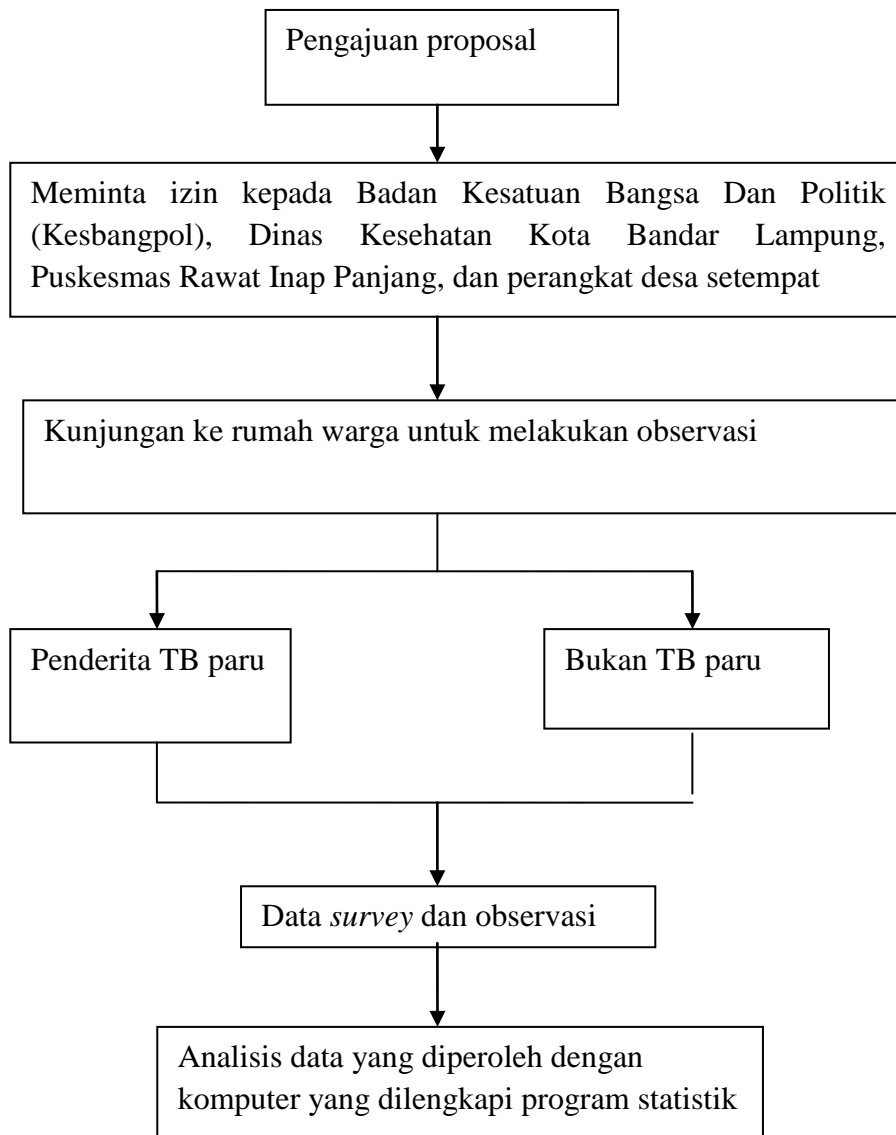 Pengajuan proposal
Meminta izin kepada Badan Kesatuan Bangsa Dan Politik
(Kesbangpol), Dinas Kesehatan Kota Bandar Lampung,
Puskesmas Rawat Inap Panjang, dan perangkat desa setempat
Kunjungan ke rumah warga untuk melakukan observasi
Penderita TB paru
Bukan TB paru
Data survey dan observasi
Analisis data yang diperoleh dengan
komputer yang dilengkapi program statistik